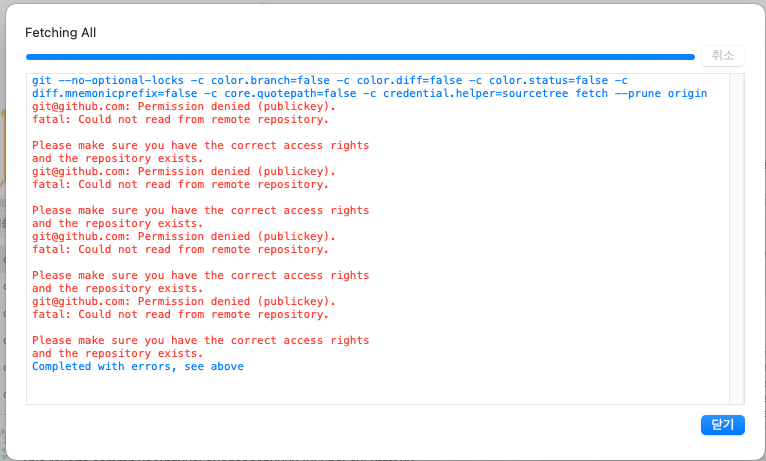 Fetching All
취소
git --no-optional-locks -c color.branch=false -c color.diff=false -c color.status=false -c
diff.mnemonicprefix=false -c core.quotepath=false -c credential.helper=sourcetree fetch --prune origin
git@github.com: Permission denied (publickey).
fatal: Could not read from remote repository.

Please make sure you have the correct access rights
and the repository exists.
git@github.com: Permission denied (publickey).
fatal: Could not read from remote repository.

Please make sure you have the correct access rights
and the repository exists.
git@github.com: Permission denied (publickey).
fatal: Could not read from remote repository.

Please make sure you have the correct access rights
and the repository exists.
git@github.com: Permission denied (publickey).
fatal: Could not read from remote repository.

Please make sure you have the correct access rights
and the repository exists.
Completed with errors, see above
닫기